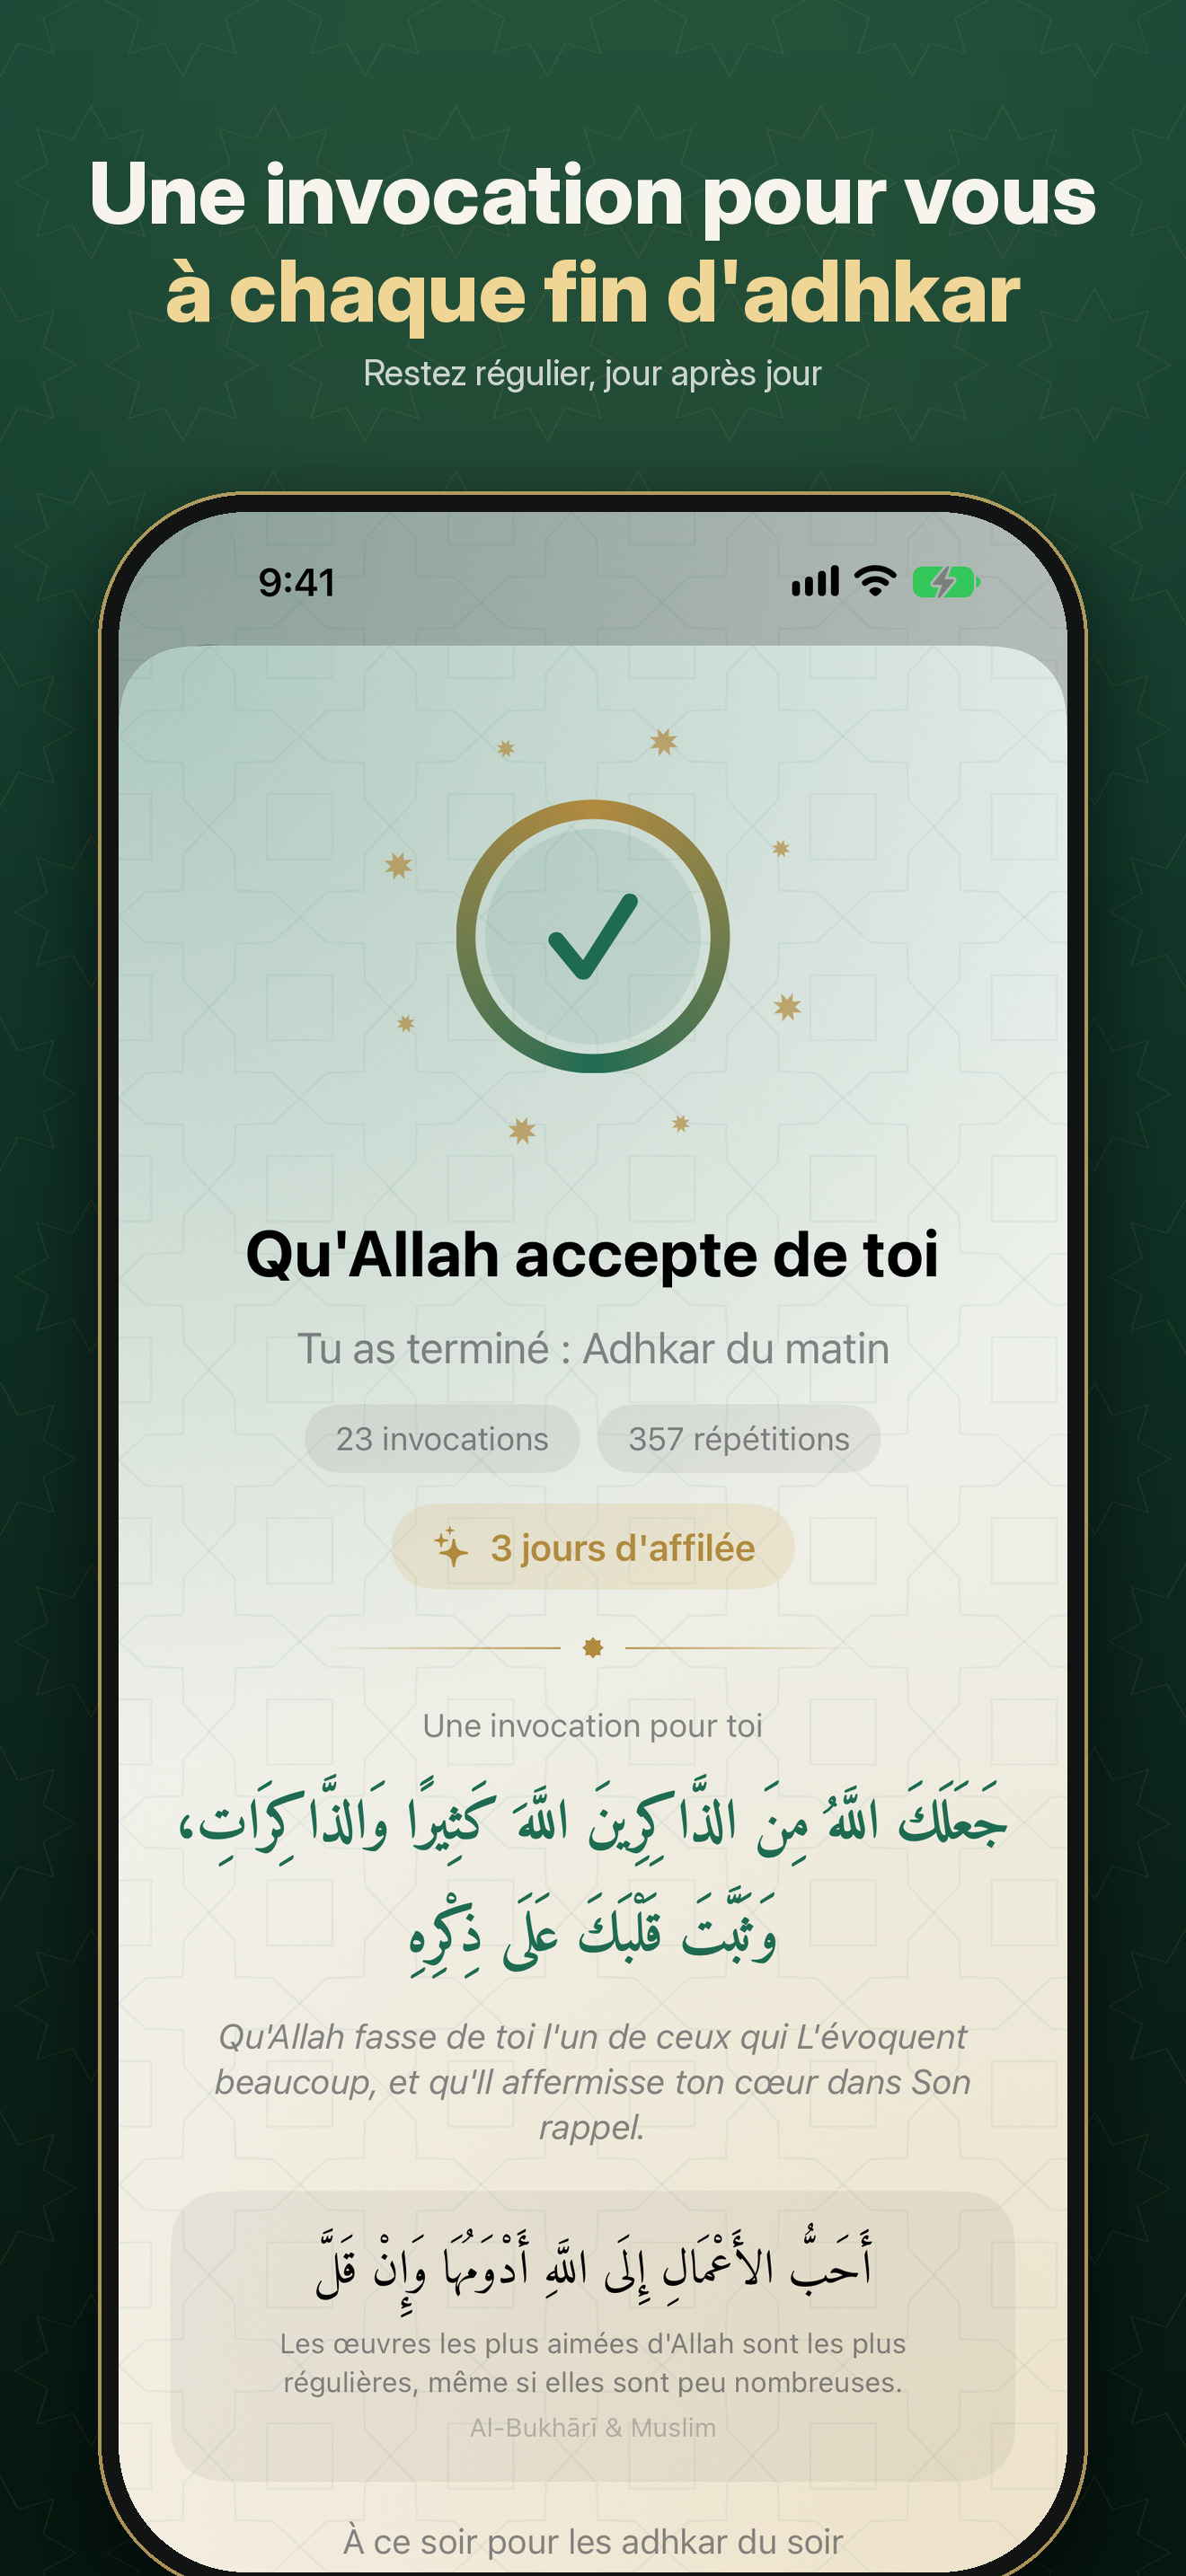 Une invocation pour vous
à chaque fin d'adhkar
Restez régulier, jour après jour
9:41
Qu'Allah accepte de toi
Tu as terminé : Adhkar du matin
23 invocations
357 répétitions
3 jours d'affilée
Une invocation pour toi
جَعَلَكَ اللَّهُ مِنَ الذَّاكِرِينَ اللَّهَ كَثِيرًا وَالذَّاكِرَاتِ،
وَثَبَّتَ قَلْبَكَ عَلَى ذِكْرِهِ
Qu'Allah fasse de toi l'un de ceux qui L'évoquent
beaucoup, et qu'Il affermisse ton cœur dans Son
rappel.
أَحَبُّ الأَعْمَالِ إِلَى اللَّهِ أَدْوَمُهَا وَإِنْ قَلَّ
Les œuvres les plus aimées d'Allah sont les plus
régulières, même si elles sont peu nombreuses.
Al-Bukhārī & Muslim
À ce soir pour les adhkar du soir